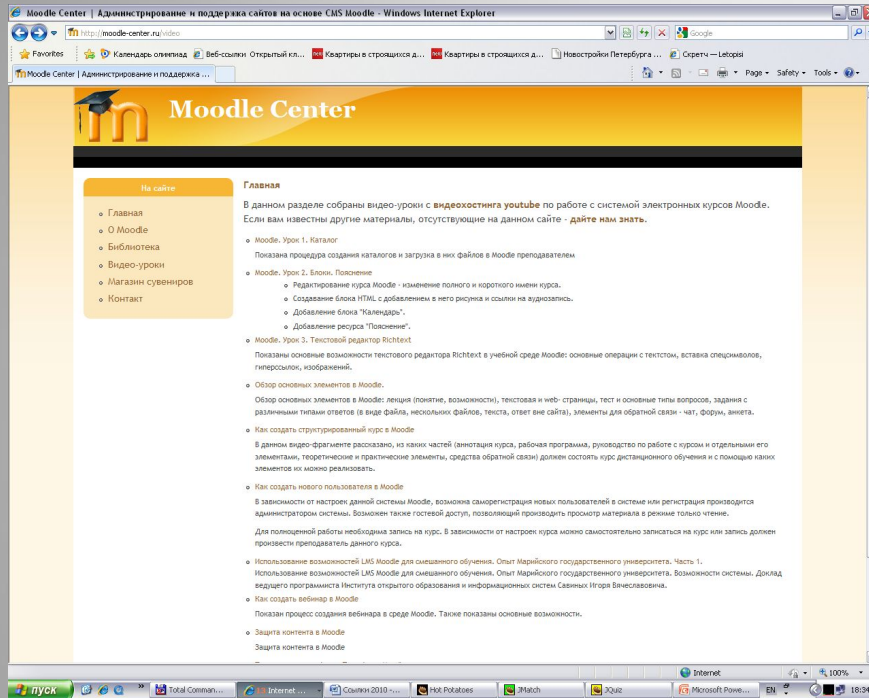 Moodle Center | Администрирование и поддержка сайтов на основе CMS Moodle - Windows Internet Explorer
http://moodle-center.ru/video
Google
Favorites Календарь олимпиад Веб-ссылки Открытый кл... Квартиры в строящихся д... Квартиры в строящихся д... Новостройки Петербурга ... Скретч — Letopisi
Moodle Center | Администрирование и поддержка ...
Page Safety Tools
Moodle Center
На сайте
Главная
О Moodle
Библиотека
Видео-уроки
Магазин сувениров
Контакт
Главная
В данном разделе собраны видео-уроки с видеохостинга youtube по работе с системой электронных курсов Moodle.
Если вам известны другие материалы, отсутствующие на данном сайте - дайте нам знать.
Moodle. Урок 1. Каталог
Показана процедура создания каталогов и загрузка в них файлов в Moodle преподавателем
Moodle. Урок 2. Блоки. Пояснение
Редактирование курса Moodle - изменение полного и короткого имени курса.
Создавание блока HTML с добавлением в него рисунка и ссылки на аудиозапись.
Добавление блока "Календарь".
Добавление ресурса "Пояснение".
Moodle. Урок 3. Текстовой редактор Richtext
Показаны основные возможности текстового редактора Richtext в учебной среде Moodle: основные операции с тектстом, вставка спецсимволов,
гиперссылок, изображений.
Обзор основных элементов в Moodle.
Обзор основных элементов в Moodle: лекция (понятие, возможности), текстовая и web- страницы, тест и основные типы вопросов, задания с
различными типами ответов (в виде файла, нескольких файлов, текста, ответ вне сайта), элементы для обратной связи - чат, форум, анкета.
Как создать структурированный курс в Moodle
В данном видео-фрагменте рассказано, из каких частей (аннотация курса, рабочая программа, руководство по работе с курсом и отдельными его
элементами, теоретические и практические элементы, средства обратной связи) должен состоять курс дистанционного обучения и с помощью каких
элементов их можно реализовать.
Как создать нового пользователя в Moodle
В зависимости от настроек данной системы Moodle, возможна саморегистрация новых пользователей в системе или регистрация производится
администратором системы. Возможен также гостевой доступ, позволяющий производить просмотр материала в режиме только чтение.
Для полноценной работы необходима запись на курс. В зависимости от настроек курса можно самостоятельно записаться на курс или запись должен
произвести преподаватель данного курса.
Использование возможностей LMS Moodle для смешанного обучения. Опыт Марийского государственного университета. Часть 1.
Использование возможностей LMS Moodle для смешанного обучения. Опыт Марийского государственного университета. Возможности системы. Доклад
ведущего программиста Института открытого образования и информационных систем Савиных Игоря Вячеславовича.
Как создать вебинар в Moodle
Показан процесс создания вебинара в среде Moodle. Также показаны основные возможности.
Защита контента в Moodle
Защита контента в Moodle
Internet 100%
пуск Total Comman... Internet ... Ссылки 2010 -... Hot Potatoes JMatch JQuiz Microsoft Powe... EN 18:34